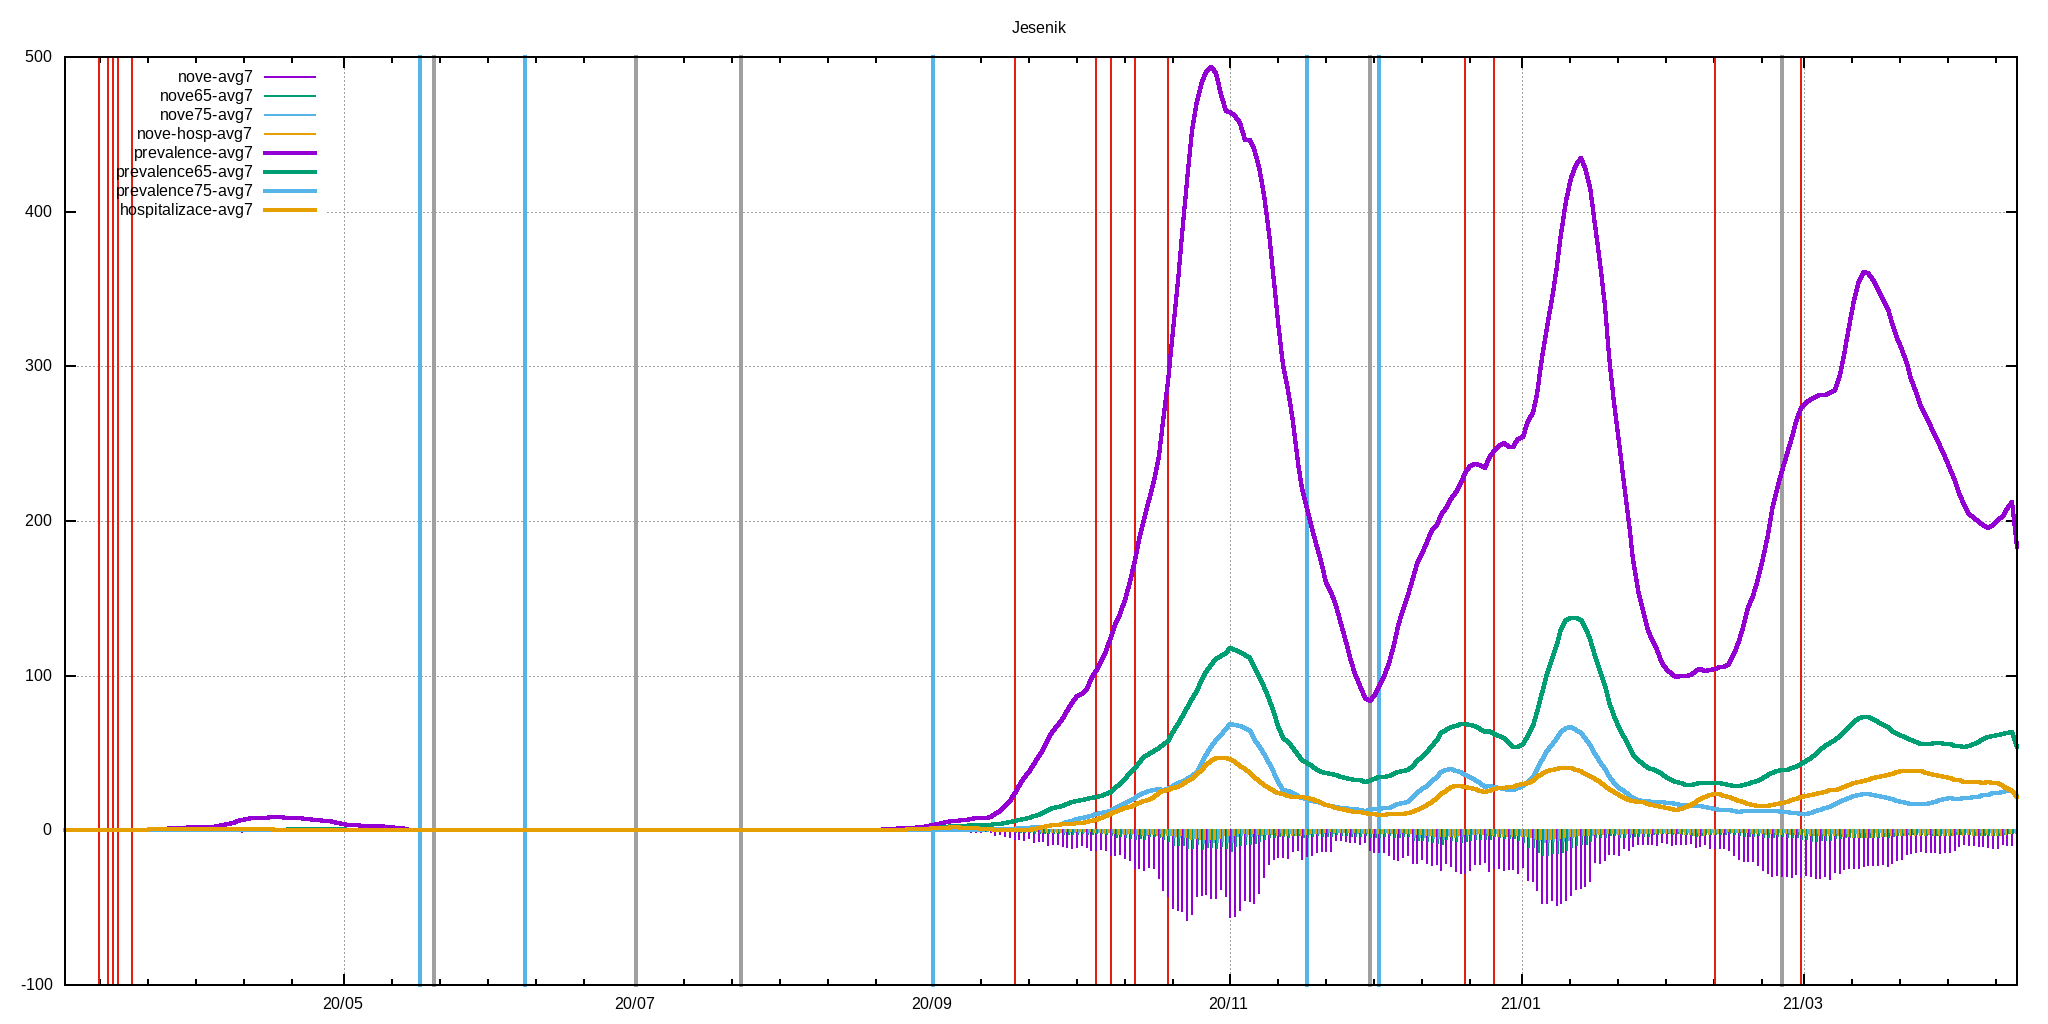 Jesenik
500
nove-avg7
nove65-avg7
nove75-avg7
nove-hosp-avg7
prevalence-avg7
prevalence65-avg7
prevalence75-avg7
hospitalizace-avg7
400
300
200
100
0
-100
20/05 20/07 20/09 20/11 21/01 21/03